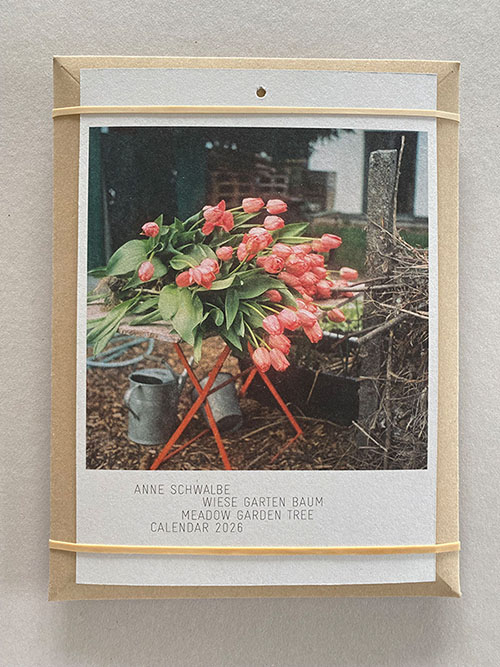 ANNE SCHWALBE
WIESE GARTEN BAUM
MEADOW GARDEN TREE
CALENDAR 2026